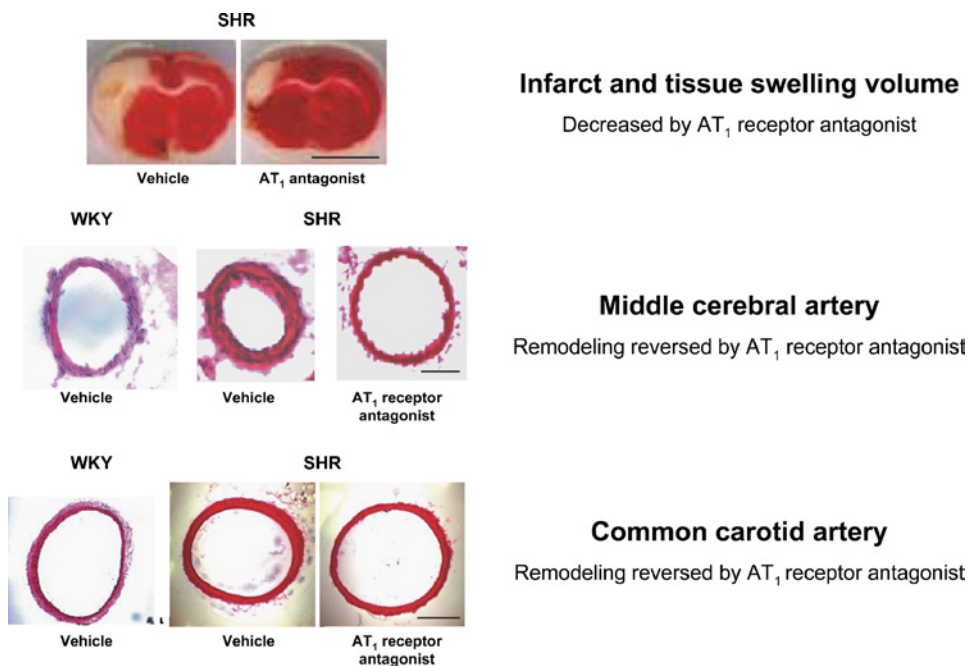 SHR
Vehicle
AT₁ antagonist
Infarct and tissue swelling volume
Decreased by AT₁ receptor antagonist
WKY
SHR
Vehicle
Vehicle
AT₁ receptor
antagonist
Middle cerebral artery
Remodeling reversed by AT₁ receptor antagonist
WKY
SHR
Vehicle
Vehicle
AT₁ receptor
antagonist
Common carotid artery
Remodeling reversed by AT₁ receptor antagonist